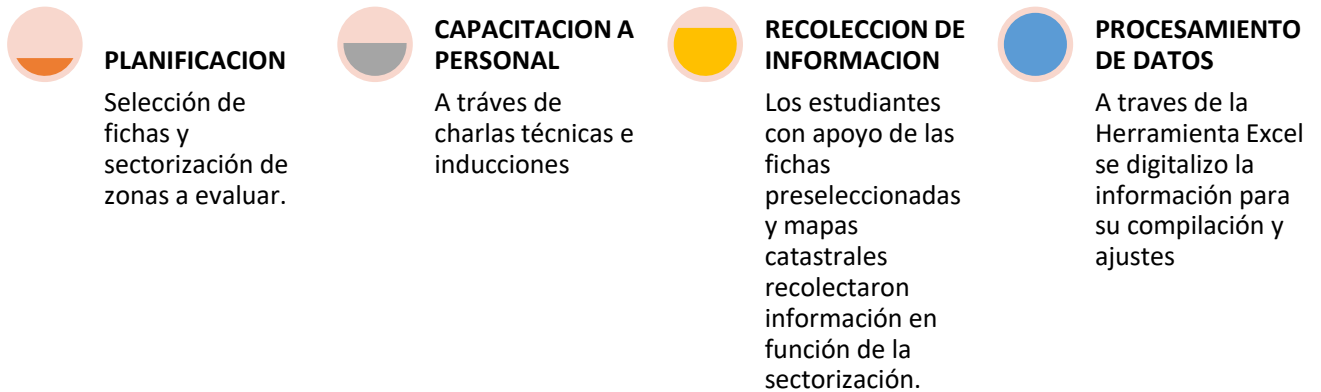 PLANIFICACION
Selección de
fichas y
sectorización de
zonas a evaluar.
CAPACITACION A
PERSONAL
A tráves de
charlas técnicas e
inducciones
RECOLECCION DE
INFORMACION
Los estudiantes
con apoyo de las
fichas
preseleccionadas
y mapas
catastrales
recolectaron
información en
función de la
sectorización.
PROCESAMIENTO
DE DATOS
A traves de la
Herramienta Excel
se digitalizo la
información para
su compilación y
ajustes